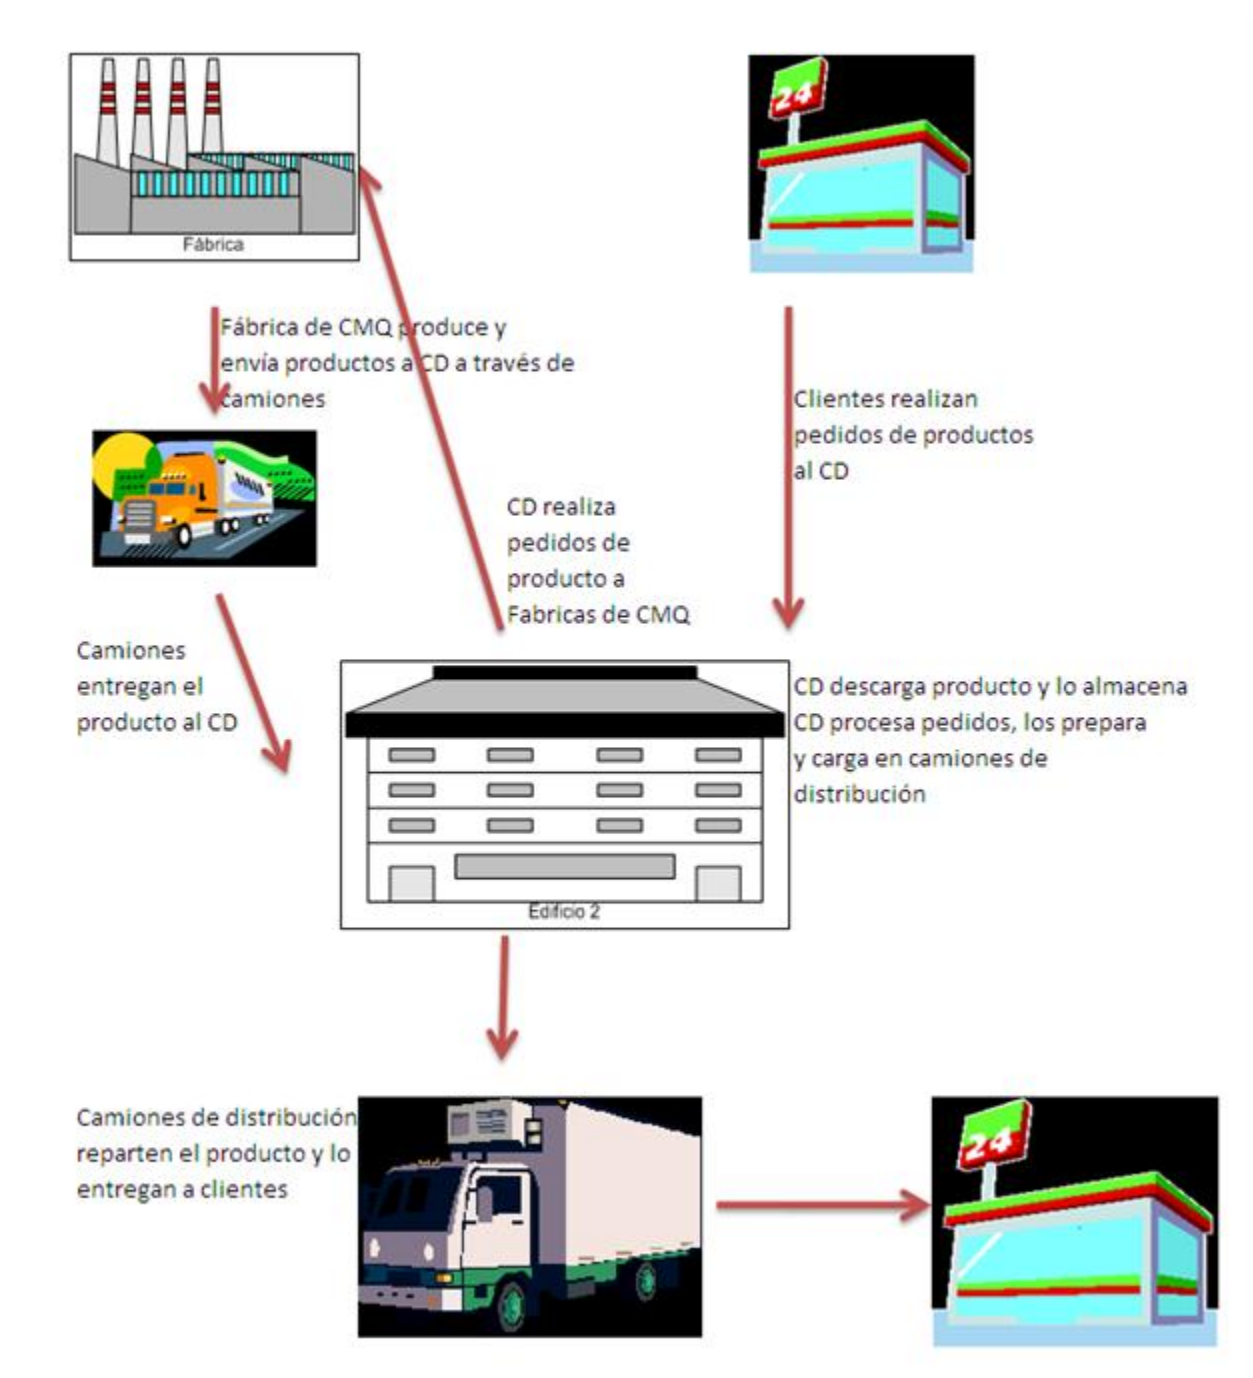 24
Fábrica
Fábrica de CMQ produce y
envía productos a CD a través de
camiones
Clientes realizan
pedidos de productos
al CD
CD realiza
pedidos de
producto a
Fabricas de CMQ
Camiones
entregan el
producto al CD
CD descarga producto y lo almacena
CD procesa pedidos, los prepara
y carga en camiones de
distribución
Edificio 2
Camiones de distribución
reparten el producto y lo
entregan a clientes
24